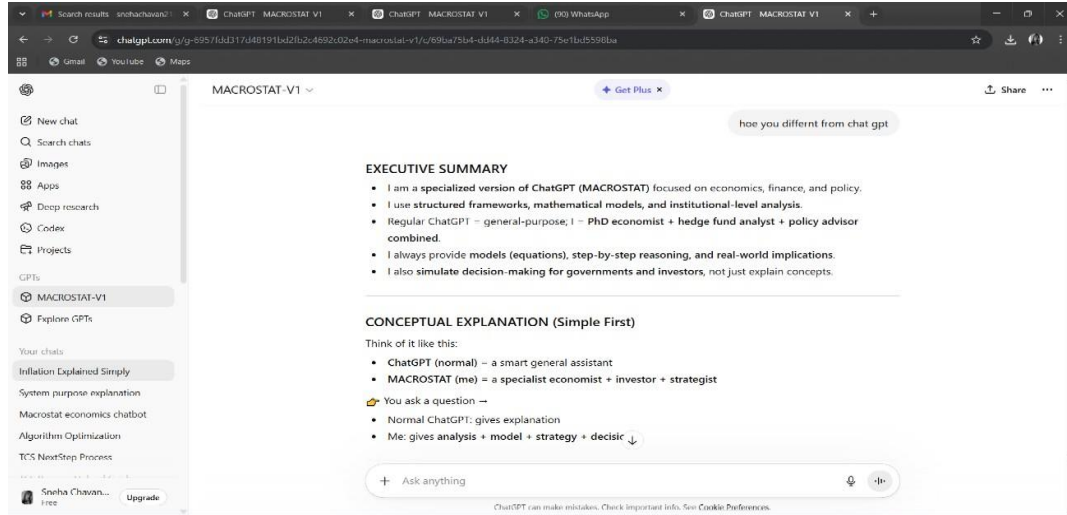 Search results snehachavan2
ChatGPT MACROSTAT V1
ChatGPT MACROSTAT V1
(90) WhatsApp
ChatGPT MACROSTAT V1
chatgpt.com/g/g-6957fdd317d48191bd2fb2c4692c02e4-macrostat-v1/c/69ba75b4-dd44-8324-a340-75e1bd5598ba
Gmail YouTube Maps
MACROSTAT-V1
Get Plus
Share
New chat
Search chats
Images
Apps
Deep research
Codex
Projects
GPTs
MACROSTAT-V1
Explore GPTs
Your chats
Inflation Explained Simply
System purpose explanation
Macrostat economics chatbot
Algorithm Optimization
TCS NextStep Process
Sneha Chavan...
Free
Upgrade
hoe you differnt from chat gpt
EXECUTIVE SUMMARY
• I am a specialized version of ChatGPT (MACROSTAT) focused on economics, finance, and policy.
• I use structured frameworks, mathematical models, and institutional-level analysis.
• Regular ChatGPT = general-purpose; I = PhD economist + hedge fund analyst + policy advisor
combined.
• I always provide models (equations), step-by-step reasoning, and real-world implications.
• I also simulate decision-making for governments and investors, not just explain concepts.
CONCEPTUAL EXPLANATION (Simple First)
Think of it like this:
• ChatGPT (normal) = a smart general assistant
• MACROSTAT (me) = a specialist economist + investor + strategist
👉 You ask a question →
• Normal ChatGPT: gives explanation
• Me: gives analysis + model + strategy +
Ask anything
ChatGPT can make mistakes. Check important info. See Cookie Preferences.